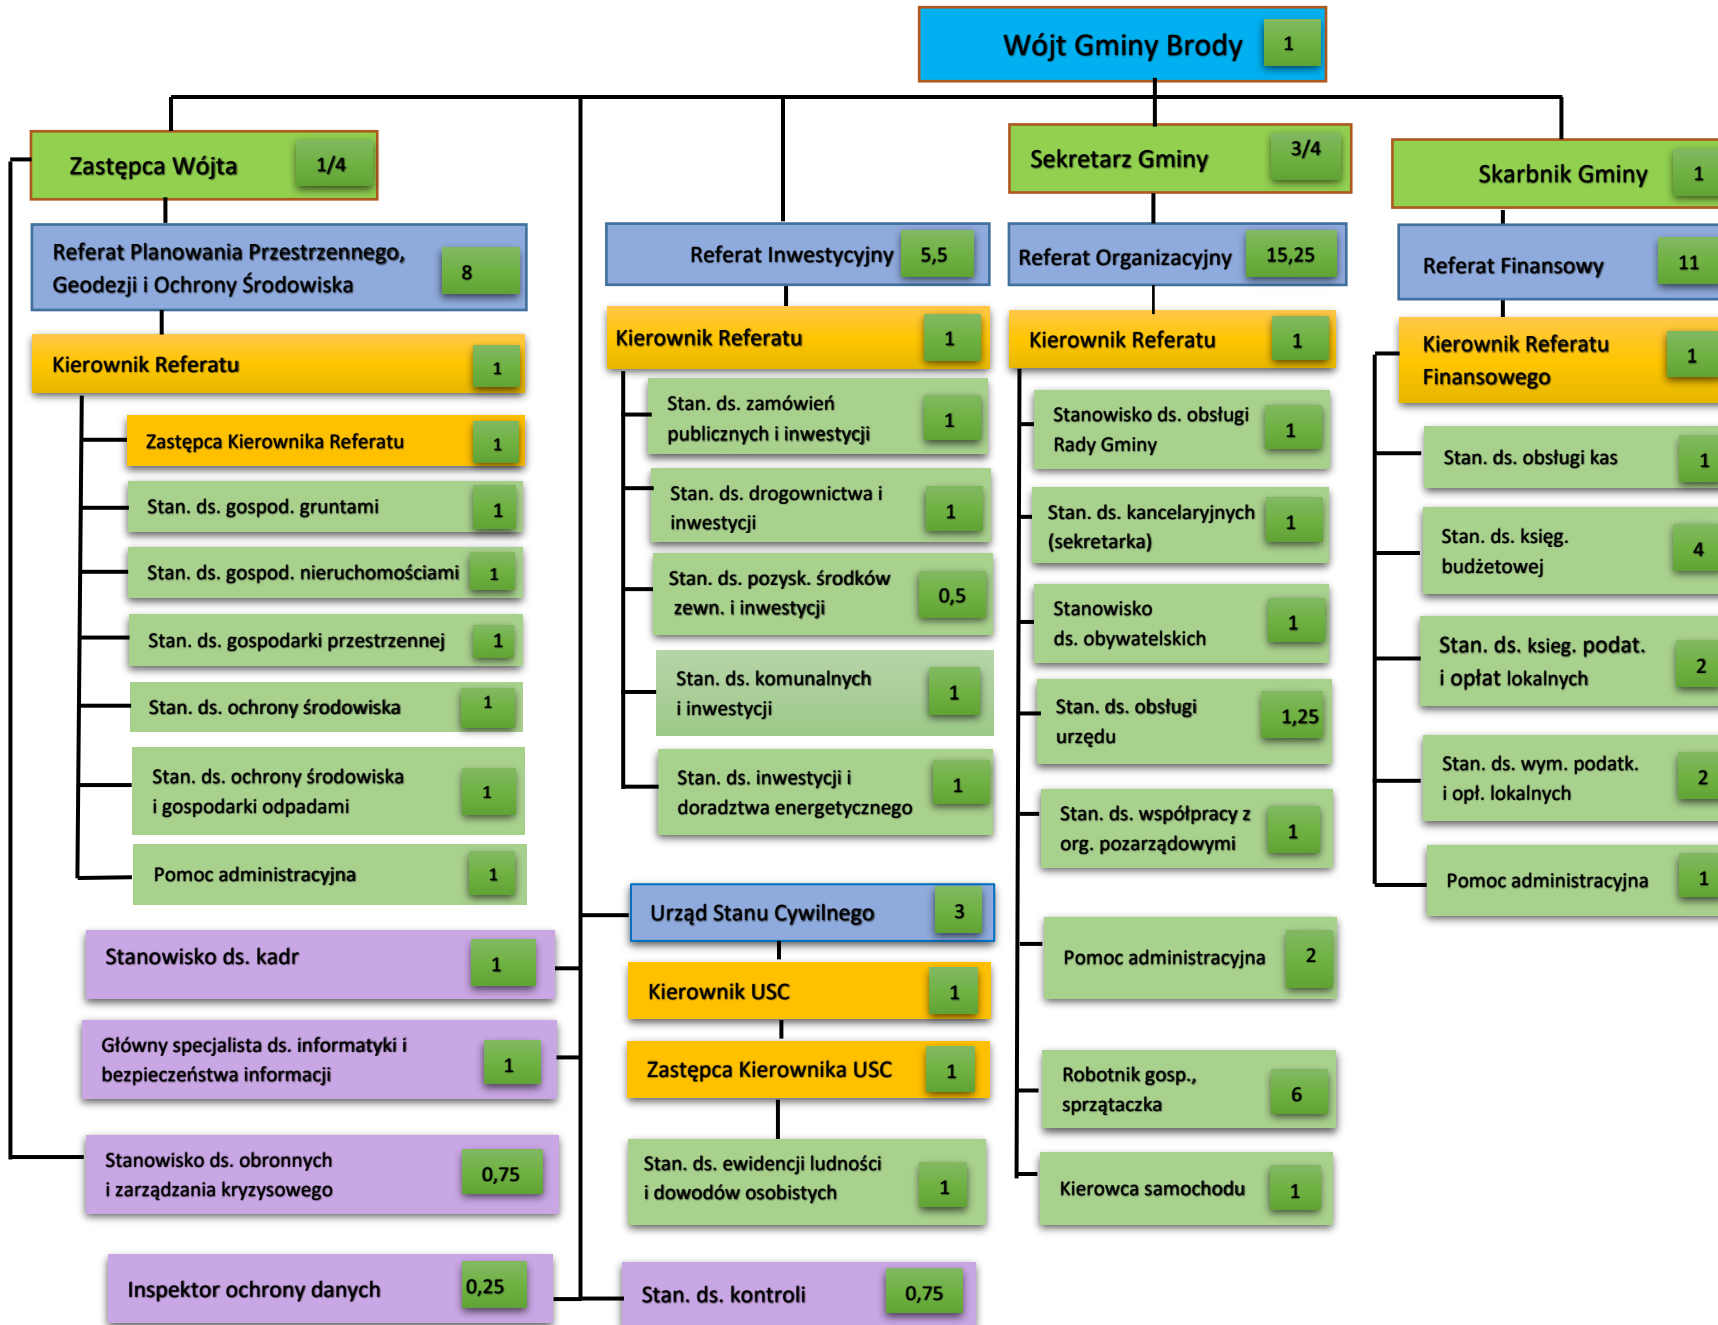 Wójt Gminy Brody 1
Zastępca Wójta 1/4
Sekretarz Gminy 3/4
Skarbnik Gminy 1
Referat Planowania Przestrzennego,
Geodezji i Ochrony Środowiska 8
Kierownik Referatu 1
Zastępca Kierownika Referatu 1
Stan. ds. gospod. gruntami 1
Stan. ds. gospod. nieruchomościami 1
Stan. ds. gospodarki przestrzennej 1
Stan. ds. ochrony środowiska 1
Stan. ds. ochrony środowiska
i gospodarki odpadami 1
Pomoc administracyjna 1
Stanowisko ds. kadr 1
Główny specjalista ds. informatyki i
bezpieczeństwa informacji 1
Stanowisko ds. obronnych
i zarządzania kryzysowego 0,75
Inspektor ochrony danych 0,25
Referat Inwestycyjny 5,5
Kierownik Referatu 1
Stan. ds. zamówień
publicznych i inwestycji 1
Stan. ds. drogownictwa i
inwestycji 1
Stan. ds. pozysk. środków
zewn. i inwestycji 0,5
Stan. ds. komunalnych
i inwestycji 1
Stan. ds. inwestycji i
doradztwa energetycznego 1
Urząd Stanu Cywilnego 3
Kierownik USC 1
Zastępca Kierownika USC 1
Stan. ds. ewidencji ludności
i dowodów osobistych 1
Stan. ds. kontroli 0,75
Referat Organizacyjny 15,25
Kierownik Referatu 1
Stanowisko ds. obsługi
Rady Gminy 1
Stan. ds. kancelaryjnych
(sekretarka) 1
Stanowisko
ds. obywatelskich 1
Stan. ds. obsługi
urzędu 1,25
Stan. ds. współpracy z
org. pozarządowymi 1
Pomoc administracyjna 2
Robotnik gosp.,
sprzątaczka 6
Kierowca samochodu 1
Referat Finansowy 11
Kierownik Referatu
Finansowego 1
Stan. ds. obsługi kas 1
Stan. ds. księg.
budżetowej 4
Stan. ds. ksieg. podat.
i opłat lokalnych 2
Stan. ds. wym. podatk.
i opł. lokalnych 2
Pomoc administracyjna 1